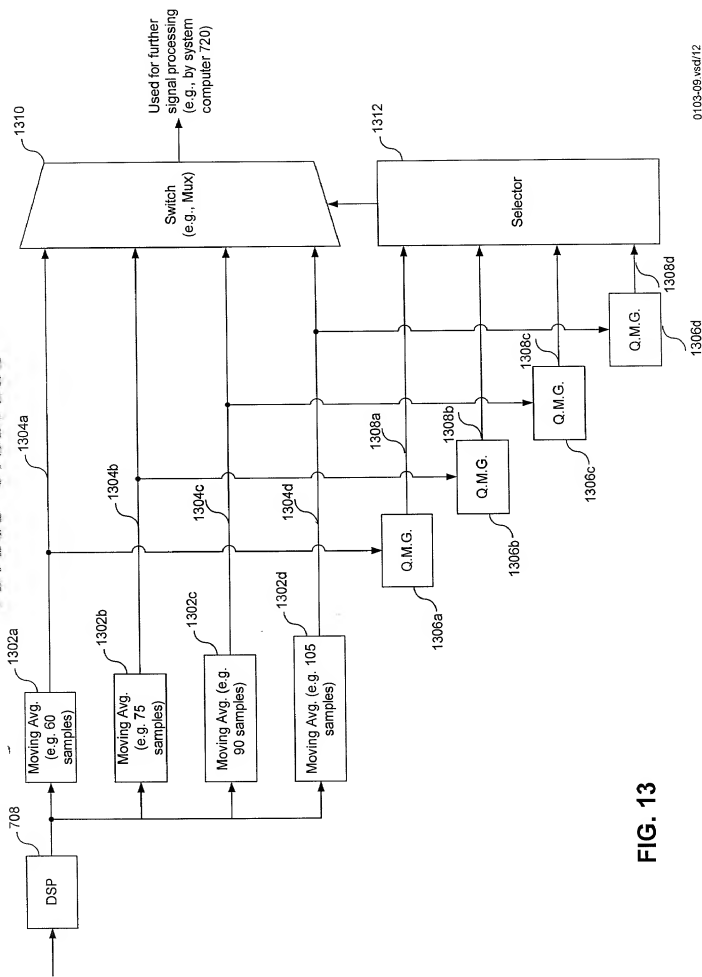 708
DSP
1302a
Moving Avg.
(e.g. 60
samples)
1302b
Moving Avg.
(e.g. 75
samples)
1302c
Moving Avg. (e.g.
90 samples)
1302d
Moving Avg. (e.g. 105
samples)
1304a
1304b
1304c
1304d
Q.M.G.
1306a
1308a
Q.M.G.
1306b
1308b
Q.M.G.
1306c
1308c
Q.M.G.
1306d
1308d
1310
Switch
(e.g., Mux)
Used for further
signal processing
(e.g., by system
computer 720)
1312
Selector
FIG. 13
0103-09.vsd/12